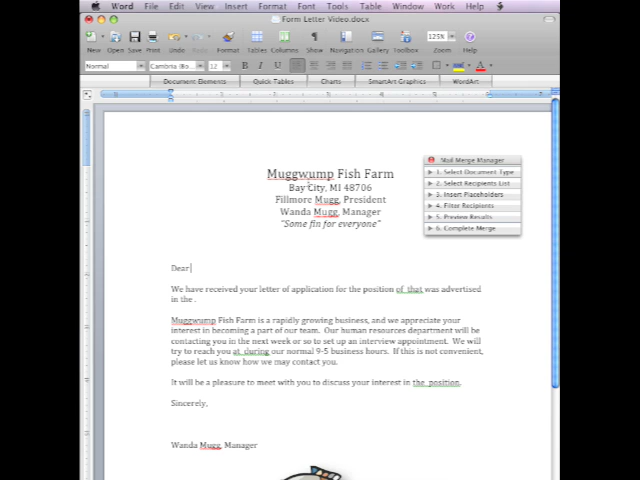 Word File Edit View Insert Format Font Tools Table Window Work Help
Form Letter Video.docx
New Open Save Print Undo Redo Format Tables Columns Show Navigation Gallery Toolbox Zoom Help
125%
Normal Cambria (Bo... 12 B I U
Document Elements Quick Tables Charts SmartArt Graphics WordArt
Muggwump Fish Farm
Bay City, MI 48706
Fillmore Mugg, President
Wanda Mugg, Manager
"Some fin for everyone"
Mail Merge Manager
1. Select Document Type
2. Select Recipients List
3. Insert Placeholders
4. Filter Recipients
5. Preview Results
6. Complete Merge
Dear
We have received your letter of application for the position of that was advertised
in the .
Muggwump Fish Farm is a rapidly growing business, and we appreciate your
interest in becoming a part of our team. Our human resources department will be
contacting you in the next week or so to set up an interview appointment. We will
try to reach you at during our normal 9-5 business hours. If this is not convenient,
please let us know how we may contact you.
It will be a pleasure to meet with you to discuss your interest in the position.
Sincerely,
Wanda Mugg, Manager